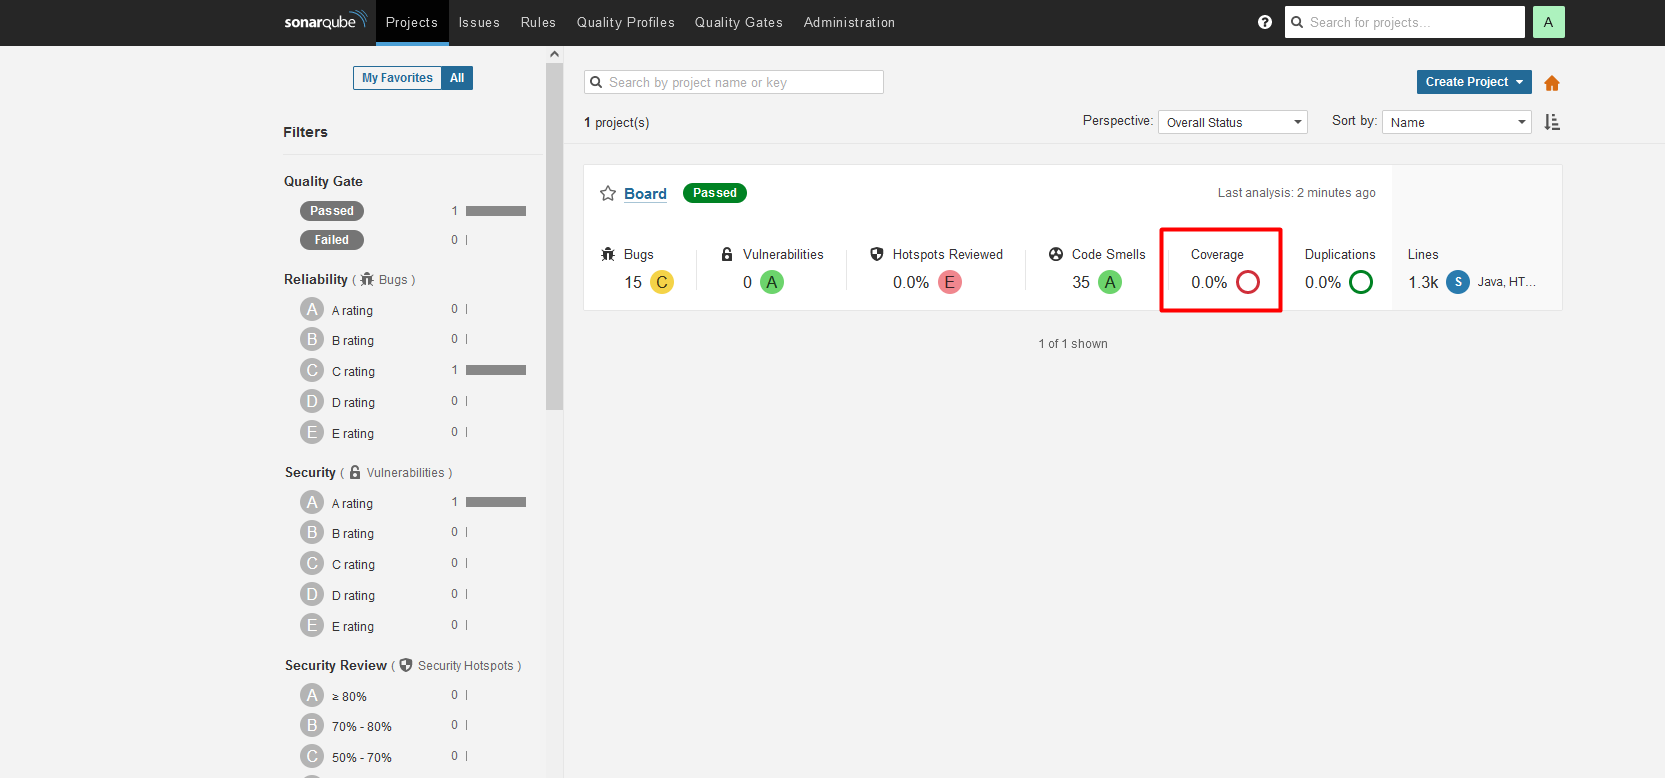 sonarqube Projects Issues Rules Quality Profiles Quality Gates Administration ? Search for projects... A
My Favorites All
Filters
Quality Gate
Passed 1
Failed 0
Reliability ( Bugs )
A A rating 0
B B rating 0
C C rating 1
D D rating 0
E E rating 0
Security ( Vulnerabilities )
A A rating 1
B B rating 0
C C rating 0
D D rating 0
E E rating 0
Security Review ( Security Hotspots )
A ≥ 80% 0
B 70% - 80% 0
C 50% - 70% 0
Search by project name or key Create Project
1 project(s) Perspective: Overall Status Sort by: Name
Board Passed Last analysis: 2 minutes ago
Bugs Vulnerabilities Hotspots Reviewed Code Smells Coverage Duplications Lines
15 C 0 A 0.0% E 35 A 0.0% 0.0% 1.3k S Java, HT...
1 of 1 shown